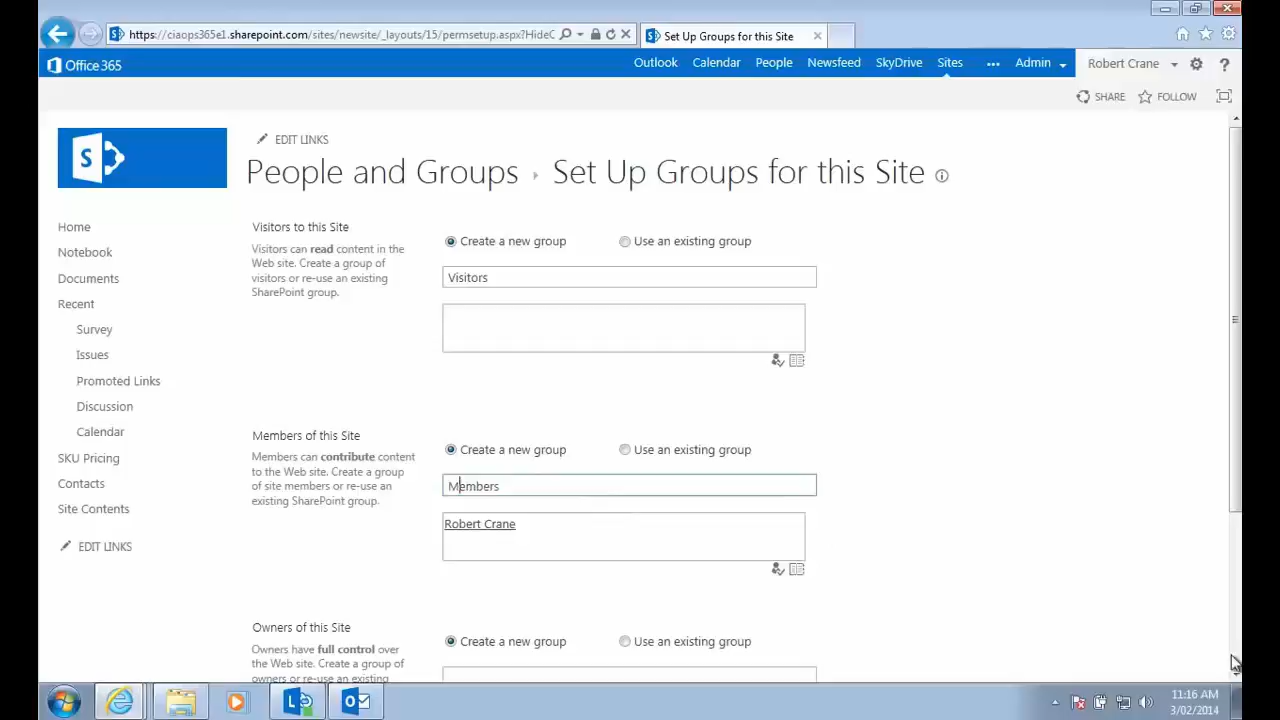 https://ciaops365e1.sharepoint.com/sites/newsite/_layouts/15/permsetup.aspx?HideC
Set Up Groups for this Site
Office 365
Outlook
Calendar
People
Newsfeed
SkyDrive
Sites
Admin
Robert Crane
?
SHARE
FOLLOW
S
EDIT LINKS
People and Groups
Set Up Groups for this Site
Home
Notebook
Documents
Recent
Survey
Issues
Promoted Links
Discussion
Calendar
SKU Pricing
Contacts
Site Contents
EDIT LINKS
Visitors to this Site
Visitors can read content in the
Web site. Create a group of
visitors or re-use an existing
SharePoint group.
Create a new group
Use an existing group
Visitors
Members of this Site
Members can contribute content
to the Web site. Create a group
of site members or re-use an
existing SharePoint group.
Create a new group
Use an existing group
Members
Robert Crane
Owners of this Site
Owners have full control over
the Web site. Create a group of
owners or re-use an existing
Create a new group
Use an existing group
11:16 AM
3/02/2014